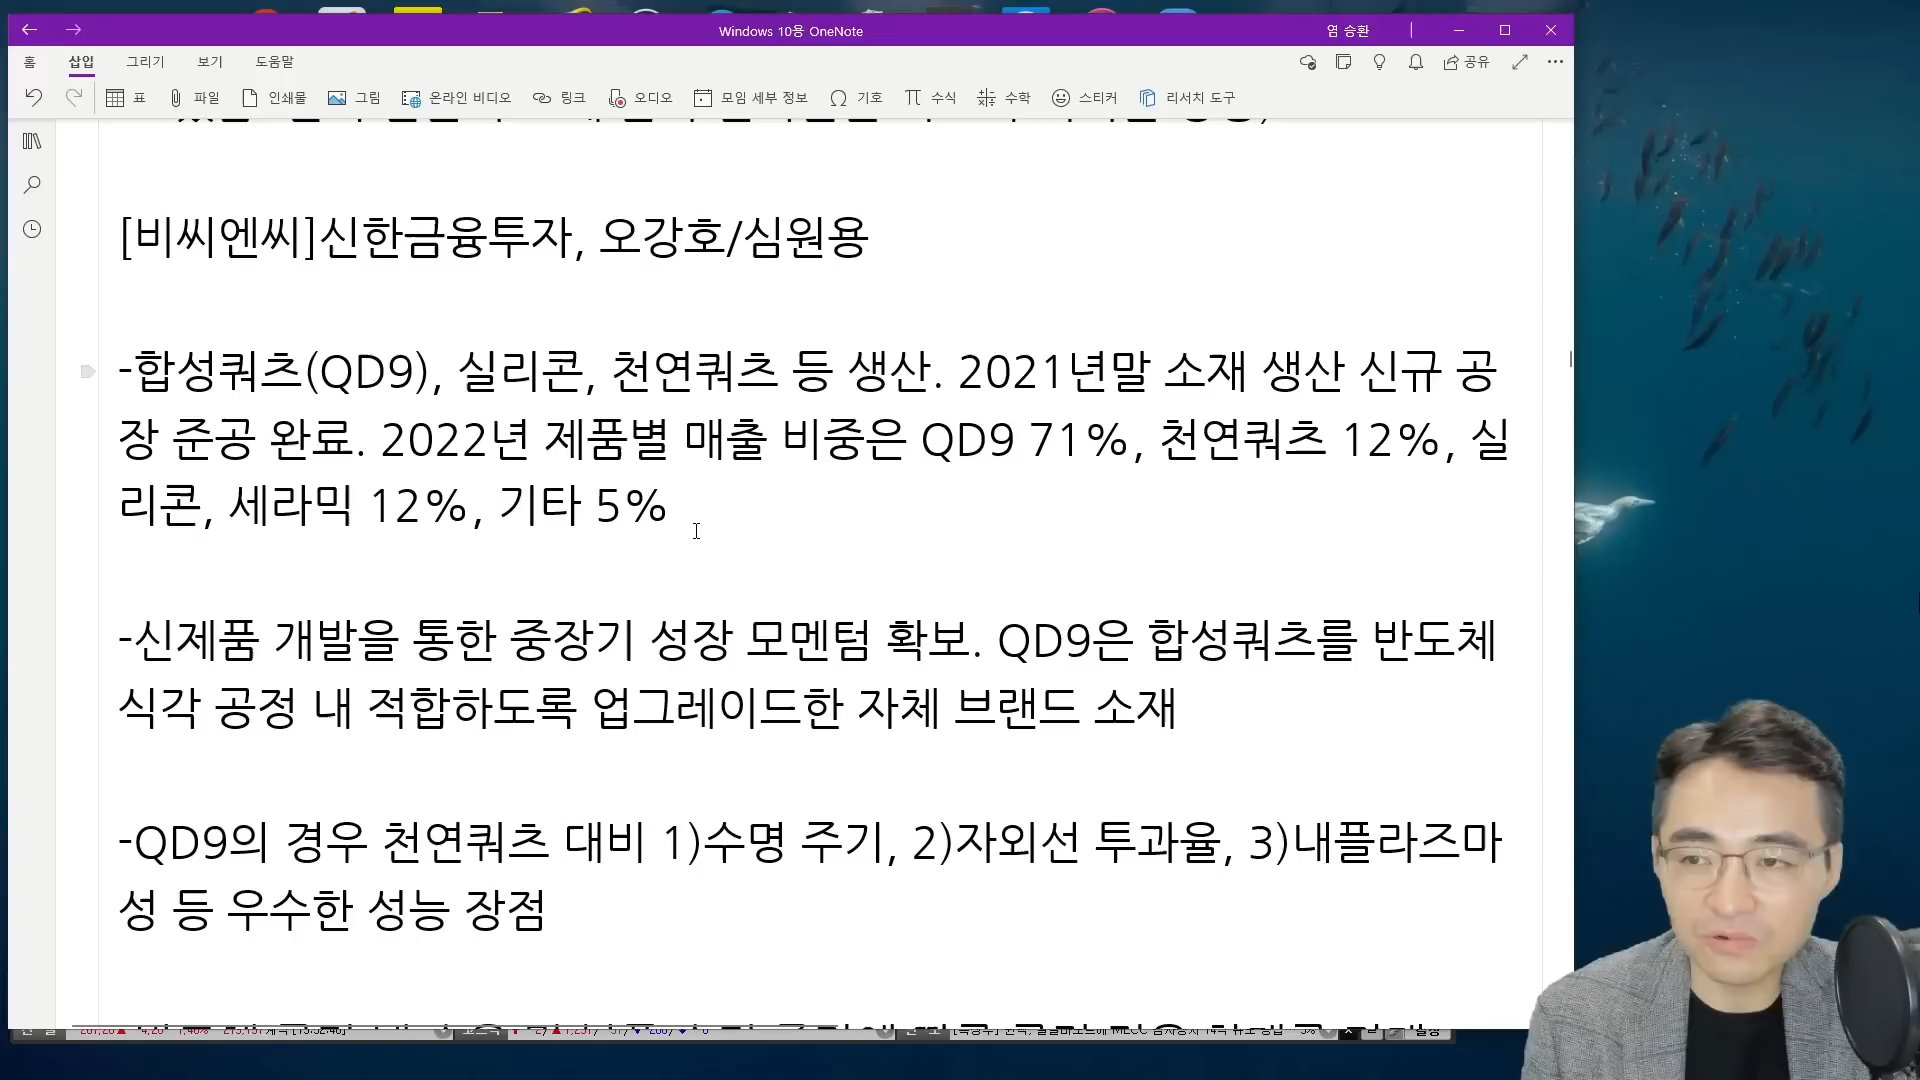 Windows 10용 OneNote
염 승환
홈 삽입 그리기 보기 도움말
공유
표 파일 인쇄물 그림 온라인 비디오 링크 오디오 모임 세부 정보 기호 수식 수학 스티커 리서치 도구
[비씨엔씨]신한금융투자, 오강호/심원용
-합성쿼츠(QD9), 실리콘, 천연쿼츠 등 생산. 2021년말 소재 생산 신규 공
장 준공 완료. 2022년 제품별 매출 비중은 QD9 71%, 천연쿼츠 12%, 실
리콘, 세라믹 12%, 기타 5%
-신제품 개발을 통한 중장기 성장 모멘텀 확보. QD9은 합성쿼츠를 반도체
식각 공정 내 적합하도록 업그레이드한 자체 브랜드 소재
-QD9의 경우 천연쿼츠 대비 1)수명 주기, 2)자외선 투과율, 3)내플라즈마
성 등 우수한 성능 장점